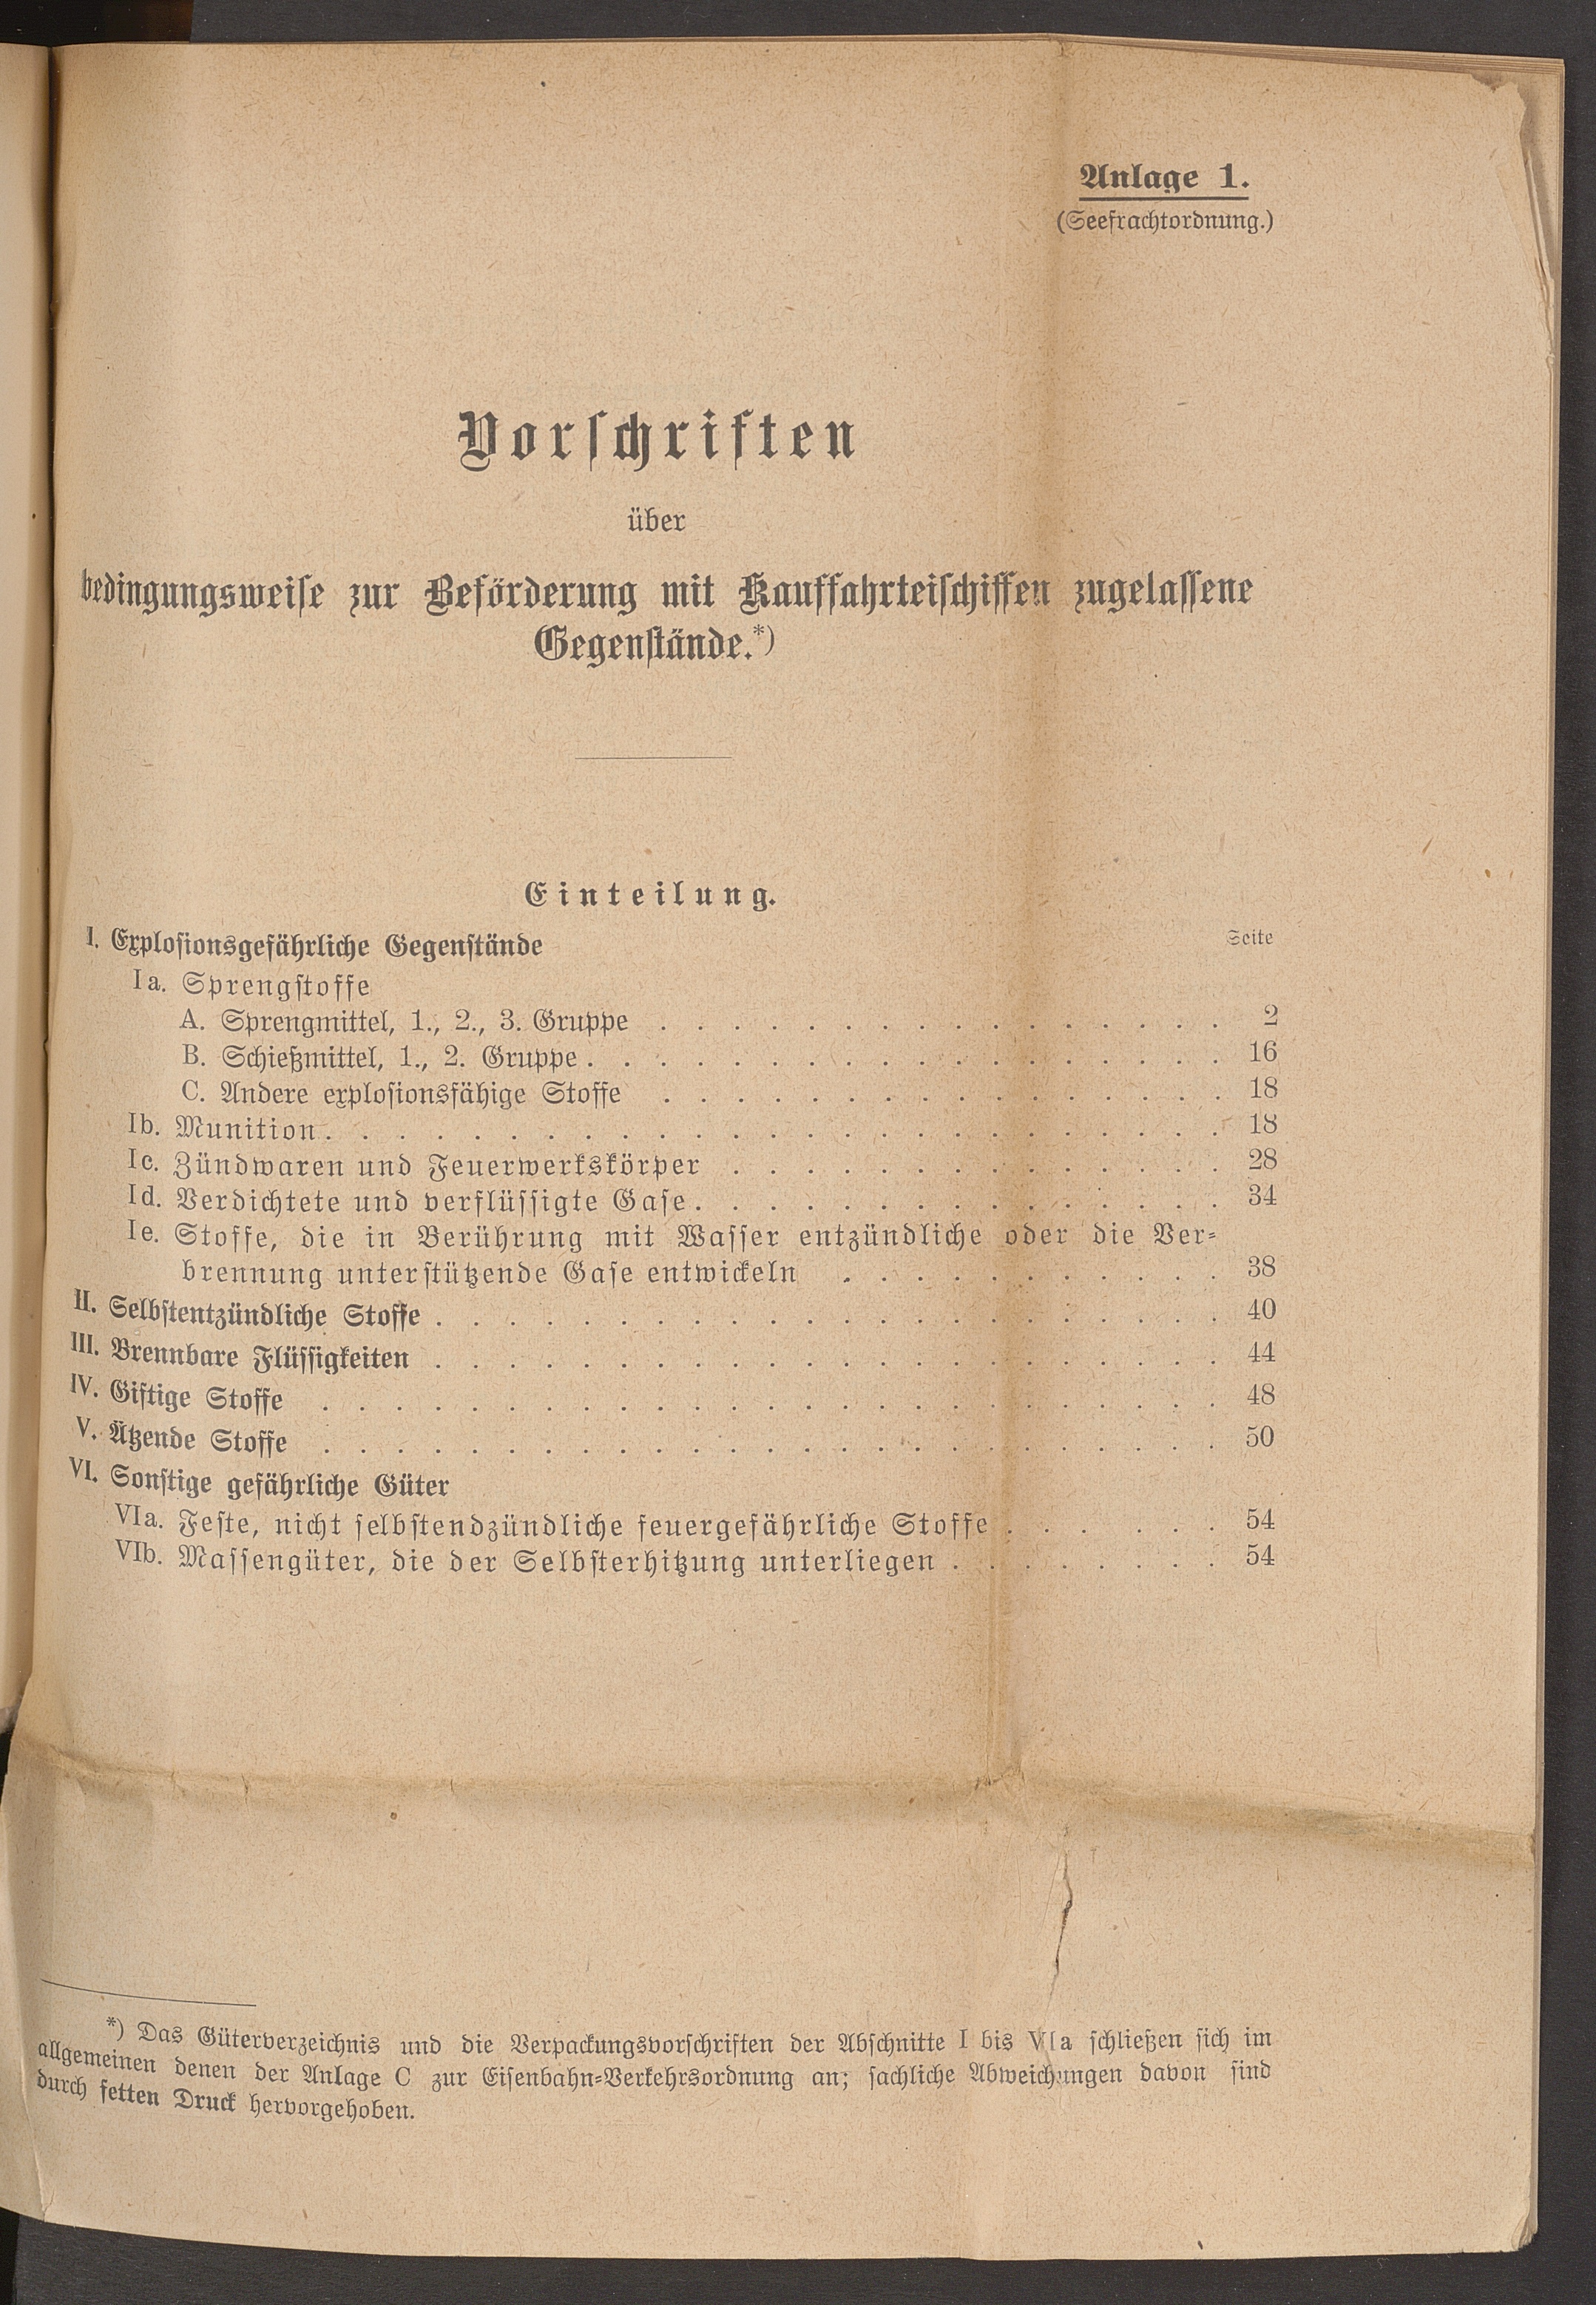 Anlage 1.
(Seefrachtordnung.)
Vorschriften
über
bedingungsweise zur Beförderung mit Kauffahrteischiffen zugelassene
Gegenstände.*)
Einteilung.
Seite
I. Explosionsgefährliche Gegenstände
Ia. Sprengstoffe
A. Sprengmittel, 1., 2., 3. Gruppe . . . . . . . . . . . . . . . . 2
B. Schießmittel, 1., 2. Gruppe . . . . . . . . . . . . . . . . . . 16
C. Andere explosionsfähige Stoffe . . . . . . . . . . . . . . . . 18
Ib. Munition . . . . . . . . . . . . . . . . . . . . . . . . . 18
Ic. Zündwaren und Feuerwerkskörper . . . . . . . . . . . . . . 28
Id. Verdichtete und verflüssigte Gase . . . . . . . . . . . . . . . 34
Ie. Stoffe, die in Berührung mit Wasser entzündliche oder die Ver-
brennung unterstützende Gase entwickeln . . . . . . . . . . . 38
II. Selbstentzündliche Stoffe . . . . . . . . . . . . . . . . . . . . . . 40
III. Brennbare Flüssigkeiten . . . . . . . . . . . . . . . . . . . . . . 44
IV. Giftige Stoffe . . . . . . . . . . . . . . . . . . . . . . . . . 48
V. Ätzende Stoffe . . . . . . . . . . . . . . . . . . . . . . . . . 50
VI. Sonstige gefährliche Güter
VIa. Feste, nicht selbstendzündliche feuergefährliche Stoffe . . . . . . 54
VIb. Massengüter, die der Selbsterhitzung unterliegen . . . . . . . . 54
*) Das Güterverzeichnis und die Verpackungsvorschriften der Abschnitte I bis VIa schließen sich im
allgemeinen denen der Anlage C zur Eisenbahn-Verkehrsordnung an; sachliche Abweichungen davon sind
durch fetten Druck hervorgehoben.